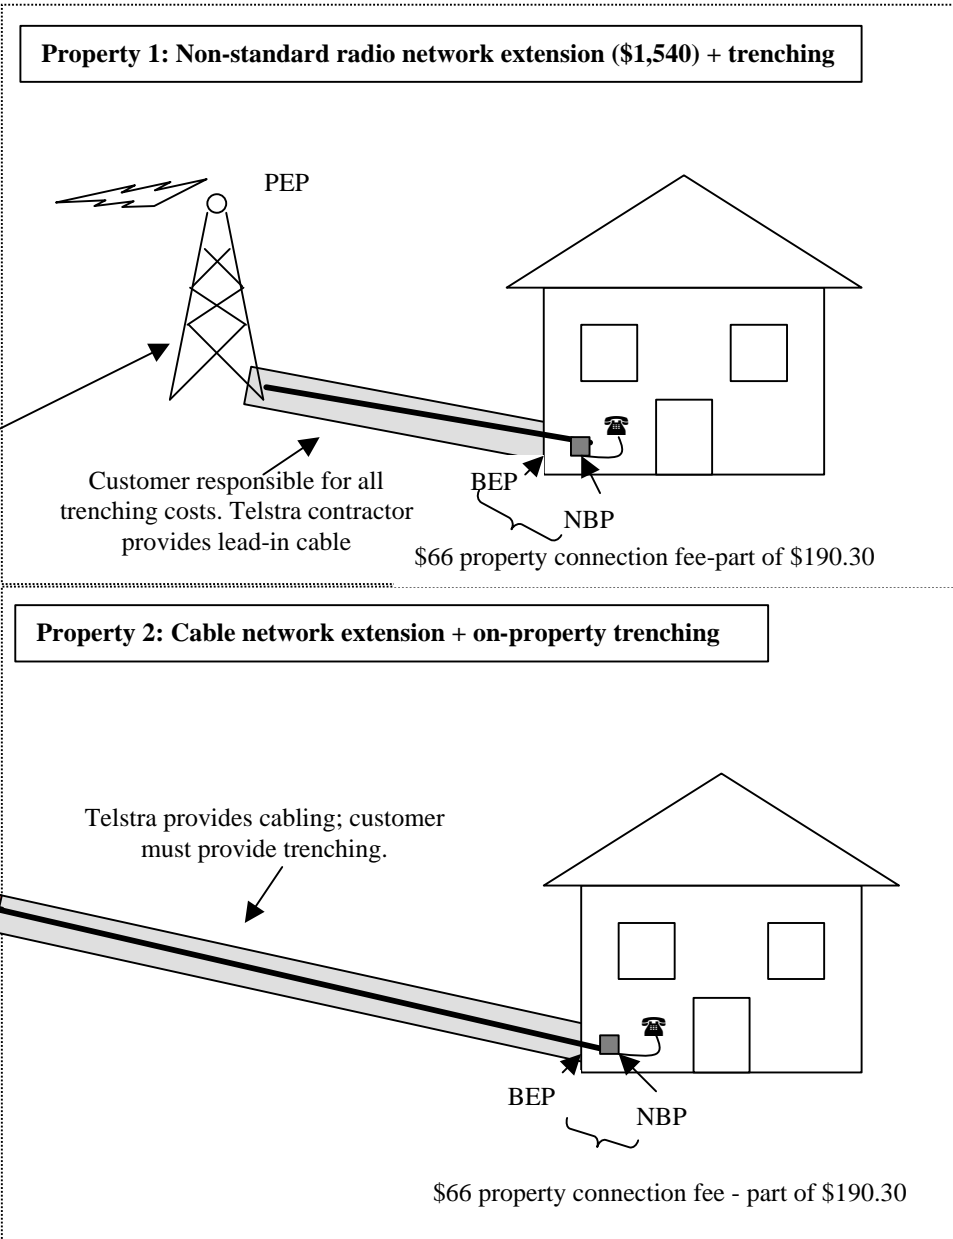 Property 1: Non-standard radio network extension ($1,540) + trenching
PEP
Customer responsible for all
trenching costs. Telstra contractor
provides lead-in cable
BEP
NBP
$66 property connection fee-part of $190.30
Property 2: Cable network extension + on-property trenching
Telstra provides cabling; customer
must provide trenching.
BEP
NBP
$66 property connection fee - part of $190.30